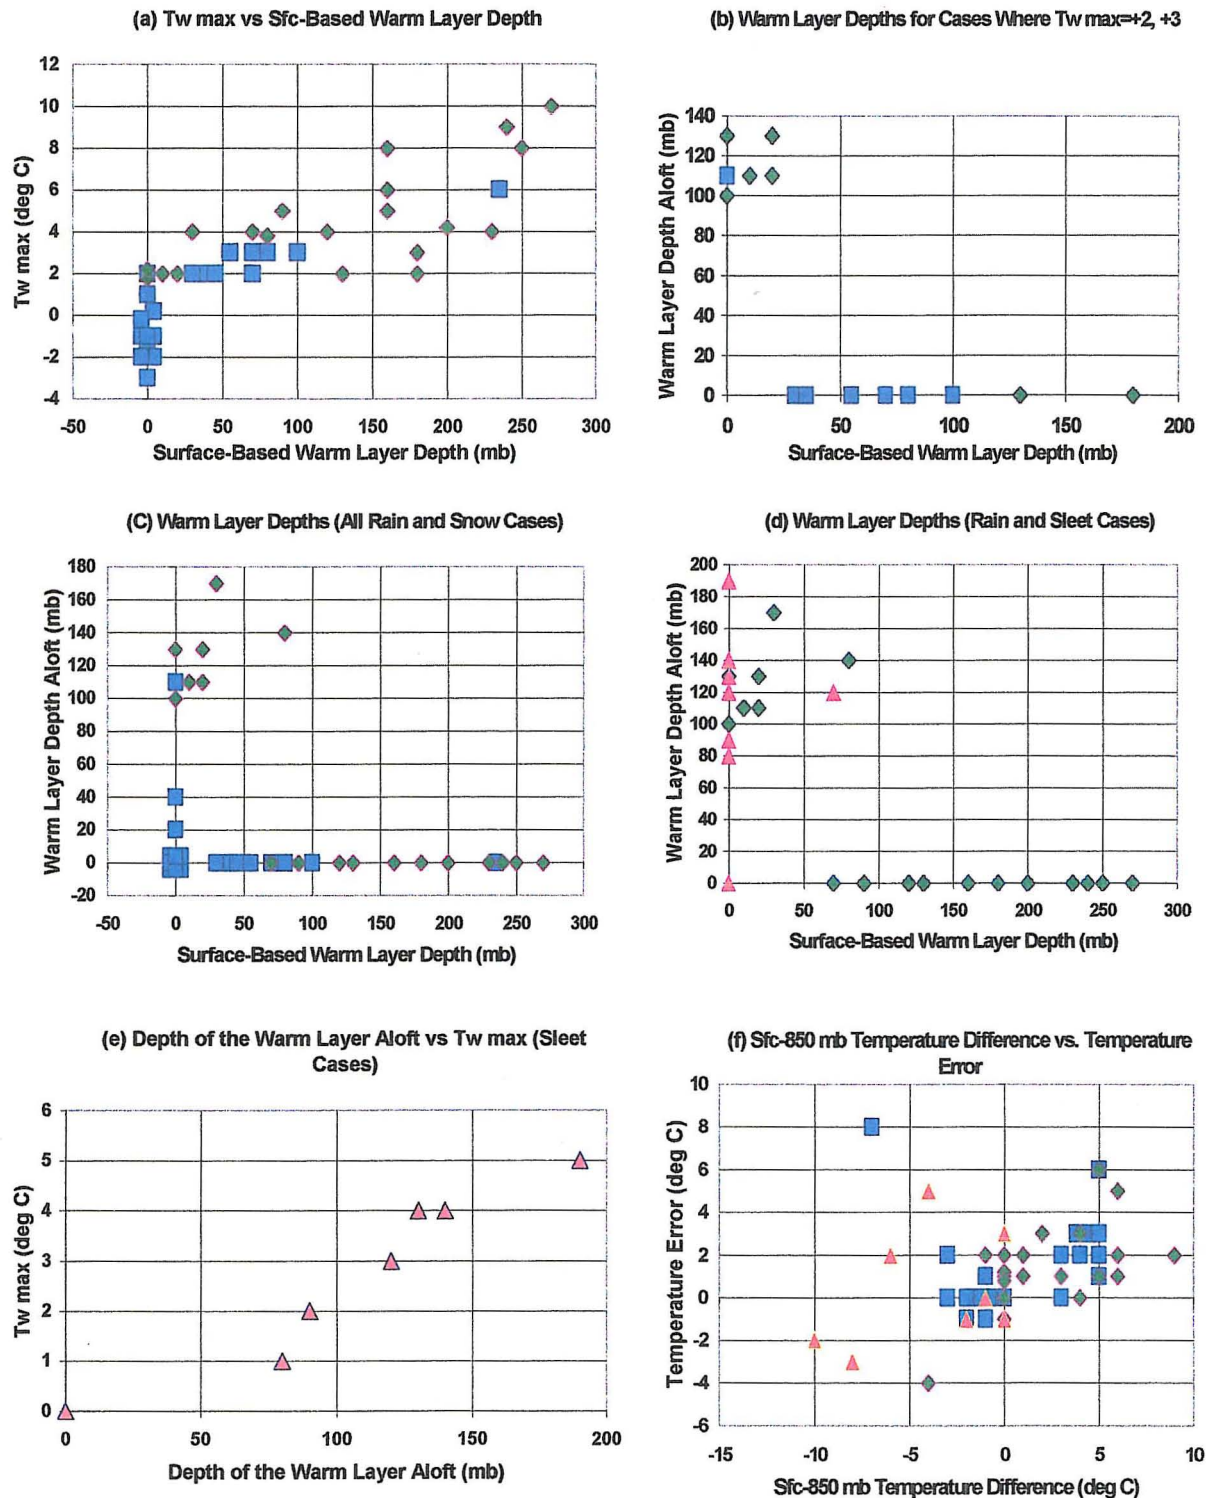 (a) Tw max vs Sfc-Based Warm Layer Depth
Tw max (deg C)
12
10
8
6
4
2
0
-2
-4
-50 0 50 100 150 200 250 300
Surface-Based Warm Layer Depth (mb)
(b) Warm Layer Depths for Cases Where Tw max=+2, +3
Warm Layer Depth Aloft (mb)
140
120
100
80
60
40
20
0
0 50 100 150 200
Surface-Based Warm Layer Depth (mb)
(C) Warm Layer Depths (All Rain and Snow Cases)
Warm Layer Depth Aloft (mb)
180
160
140
120
100
80
60
40
20
0
-20
-50 0 50 100 150 200 250 300
Surface-Based Warm Layer Depth (mb)
(d) Warm Layer Depths (Rain and Sleet Cases)
Warm Layer Depth Aloft (mb)
200
180
160
140
120
100
80
60
40
20
0
0 50 100 150 200 250 300
Surface-Based Warm Layer Depth (mb)
(e) Depth of the Warm Layer Aloft vs Tw max (Sleet
Cases)
Tw max (deg C)
6
5
4
3
2
1
0
0 50 100 150 200
Depth of the Warm Layer Aloft (mb)
(f) Sfc-850 mb Temperature Difference vs. Temperature
Error
Temperature Error (deg C)
10
8
6
4
2
0
-2
-4
-6
-15 -10 -5 0 5 10
Sfc-850 mb Temperature Difference (deg C)